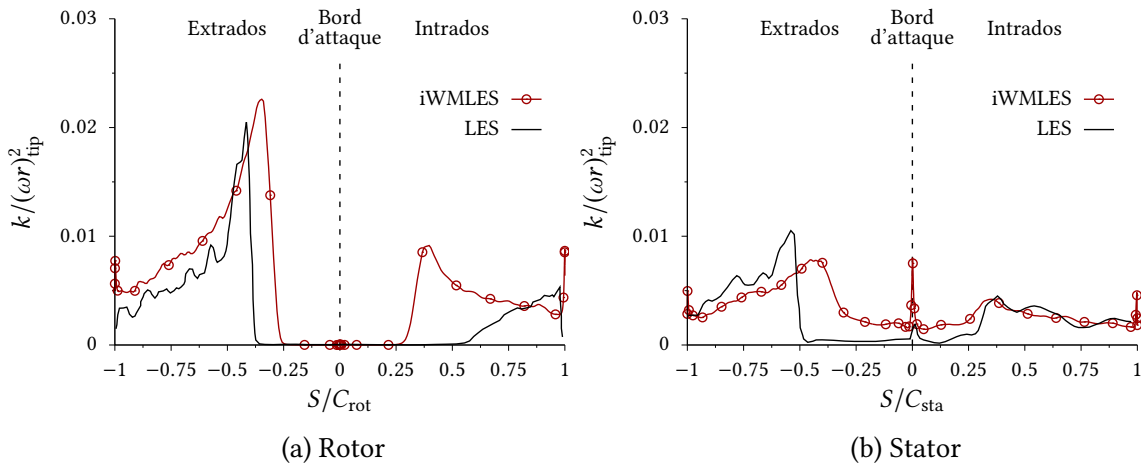 Extrados
Bord
d'attaque
Intrados
iWMLES
LES
k/(ωr)²tip
0.03
0.02
0.01
0
−1 −0.75 −0.5 −0.25 0 0.25 0.5 0.75 1
S/Crot
(a) Rotor
Extrados
Bord
d'attaque
Intrados
iWMLES
LES
k/(ωr)²tip
0.03
0.02
0.01
0
−1 −0.75 −0.5 −0.25 0 0.25 0.5 0.75 1
S/Csta
(b) Stator